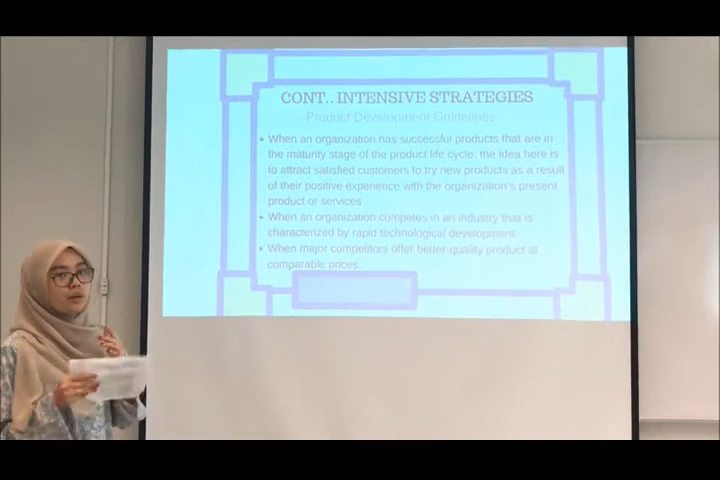 CONT.. INTENSIVE STRATEGIES
—Product Development Guidelines
• When an organization has successful products that are in
the maturity stage of the product life cycle; the idea here is
to attract satisfied customers to try new products as a result
of their positive experience with the organization's present
product or services
• When an organization competes in an industry that is
characterized by rapid technological development
• When major competitors offer better-quality product at
comparable prices.